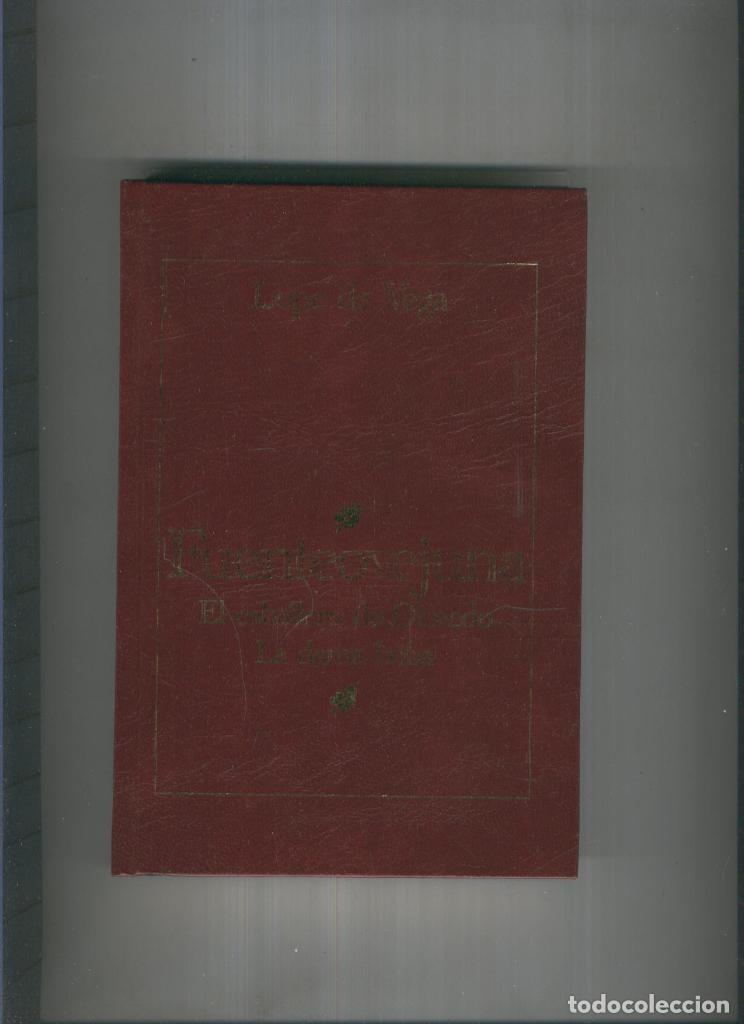 Lope de Vega
Fuenteovejuna
El caballero de Olmedo
La dama boba
todocoleccion